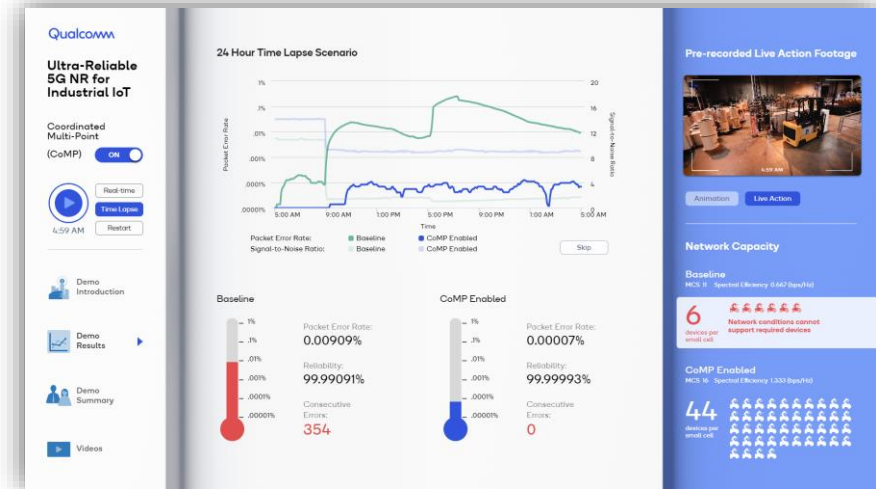 Qualcomm
Ultra-Reliable
5G NR for
Industrial IoT
Coordinated
Multi-Point
(CoMP)
ON
Real-time
Time Lapse
Restart
4:59 AM
Demo
Introduction
Demo
Results
Demo
Summary
Videos
24 Hour Time Lapse Scenario
Packet Error Rate
1%
.1%
.01%
.001%
.0001%
.00001%
20
16
12
8
4
0
Signal-to-Noise Ratio
5:00 AM
9:00 AM
1:00 PM
5:00 PM
9:00 PM
1:00 AM
5:00 AM
Time
Packet Error Rate: Baseline CoMP Enabled
Signal-to-Noise Ratio: Baseline CoMP Enabled
Skip
Baseline
1%
.1%
.01%
.001%
.0001%
.00001%
Packet Error Rate:
0.00909%
Reliability:
99.99091%
Consecutive
Errors:
354
CoMP Enabled
1%
.1%
.01%
.001%
.0001%
.00001%
Packet Error Rate:
0.00007%
Reliability:
99.99993%
Consecutive
Errors:
0
Pre-recorded Live Action Footage
4:59 AM
Animation
Live Action
Network Capacity
Baseline
MCS 11 Spectral Efficiency 0.667 (bps/Hz)
6
devices per
small cell
Network conditions cannot
support required devices
CoMP Enabled
MCS 16 Spectral Efficiency 1.333 (bps/Hz)
44
devices per
small cell